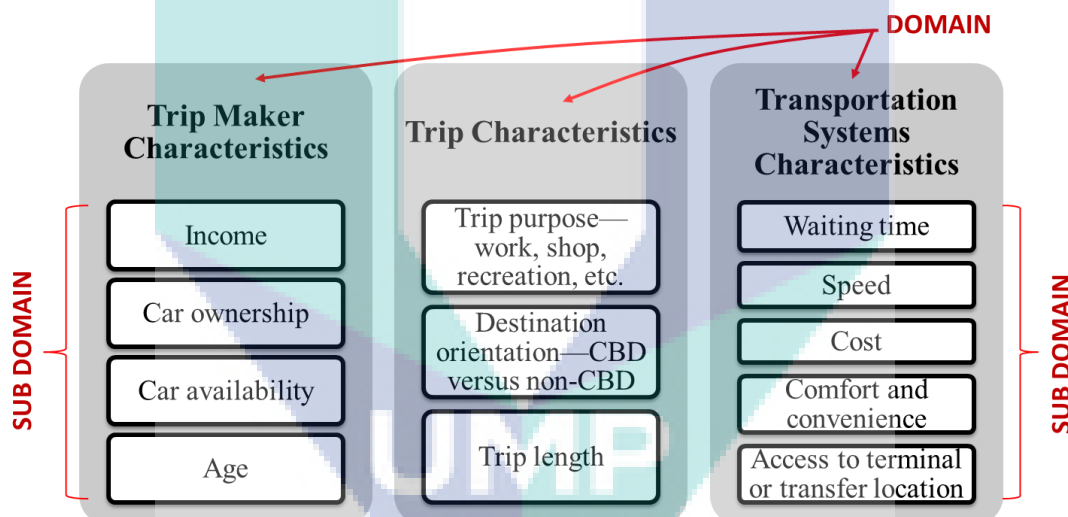 DOMAIN
Trip Maker
Characteristics
Income
Car ownership
Car availability
Age
Trip Characteristics
Trip purpose—
work, shop,
recreation, etc.
Destination
orientation—CBD
versus non-CBD
Trip length
Transportation
Systems
Characteristics
Waiting time
Speed
Cost
Comfort and
convenience
Access to terminal
or transfer location
SUB DOMAIN
SUB DOMAIN
UMP